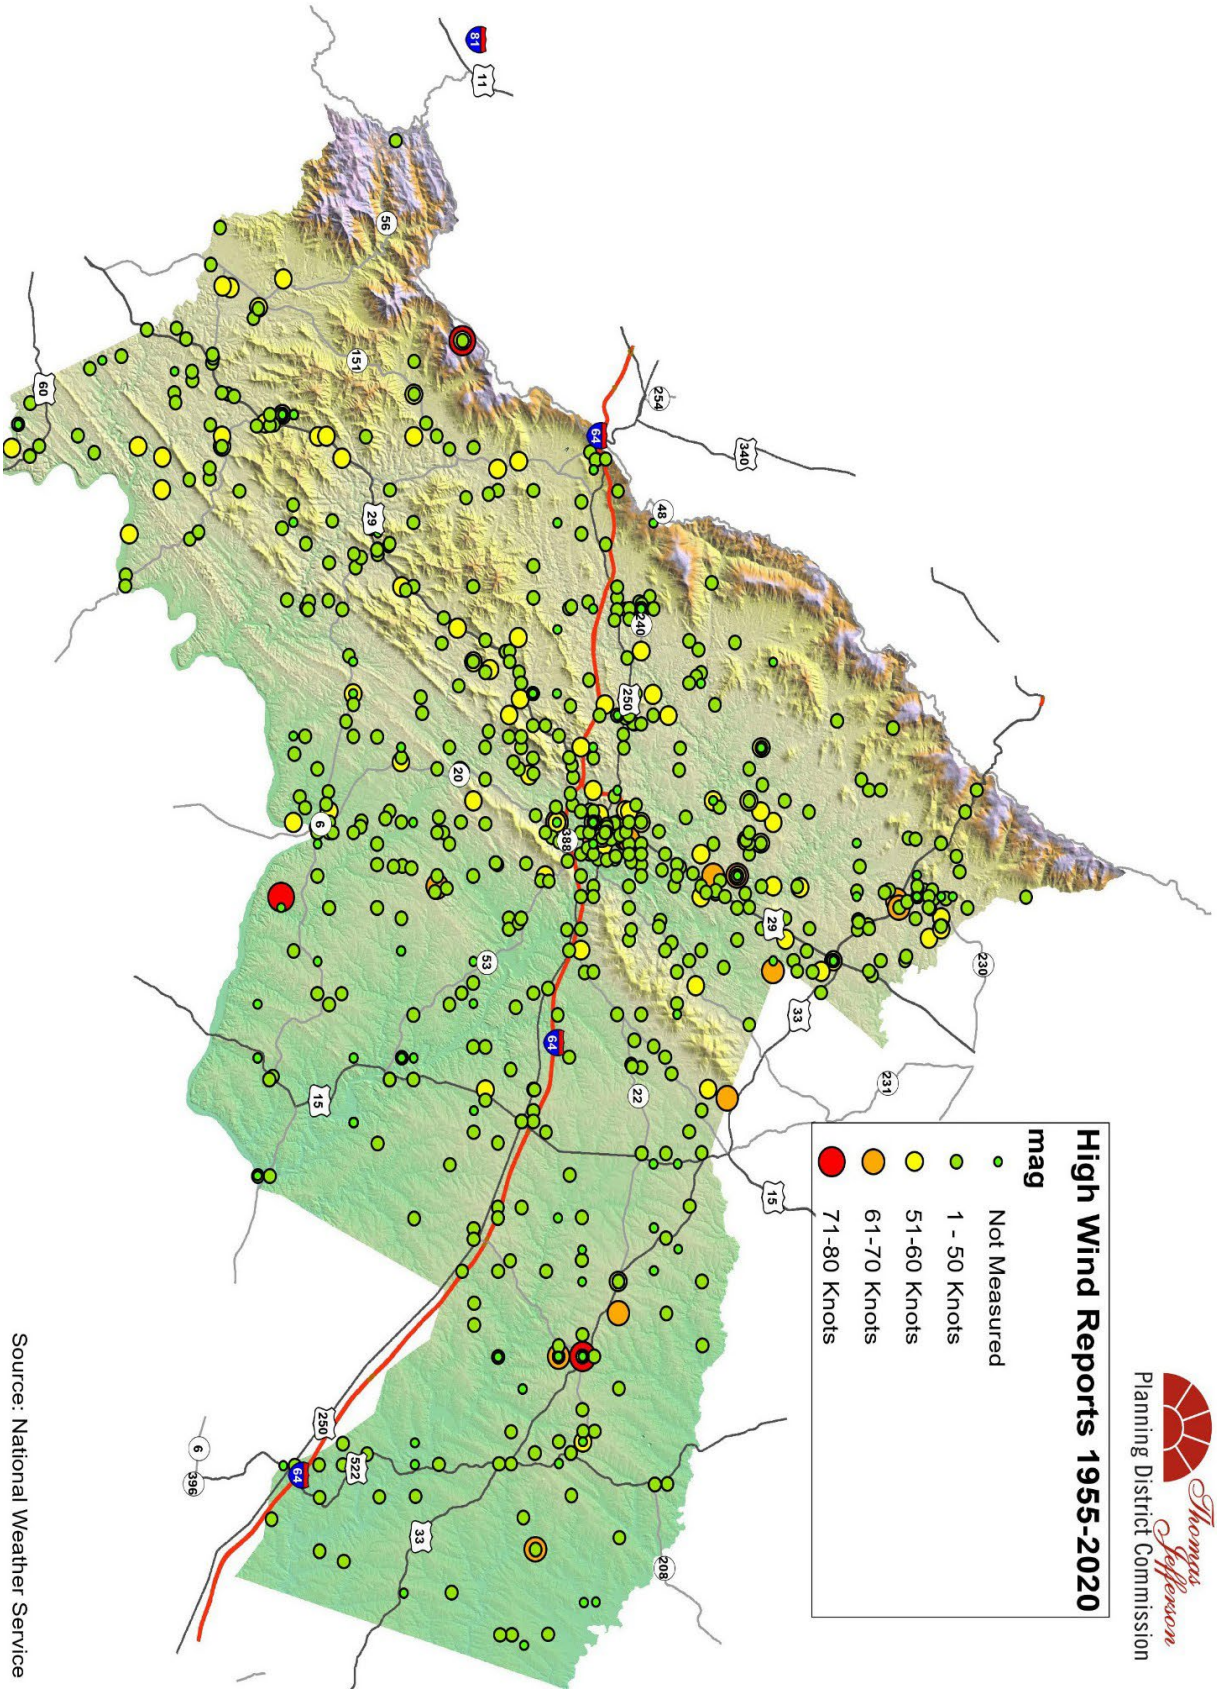 Thomas
Jefferson
Planning District Commission
High Wind Reports 1955-2020
mag
Not Measured
1 - 50 Knots
51-60 Knots
61-70 Knots
71-80 Knots
81
11
56
151
60
29
254
340
64
48
240
250
20
6
388
53
29
230
33
231
22
64
15
15
250
6
396
64
522
33
208
Source: National Weather Service